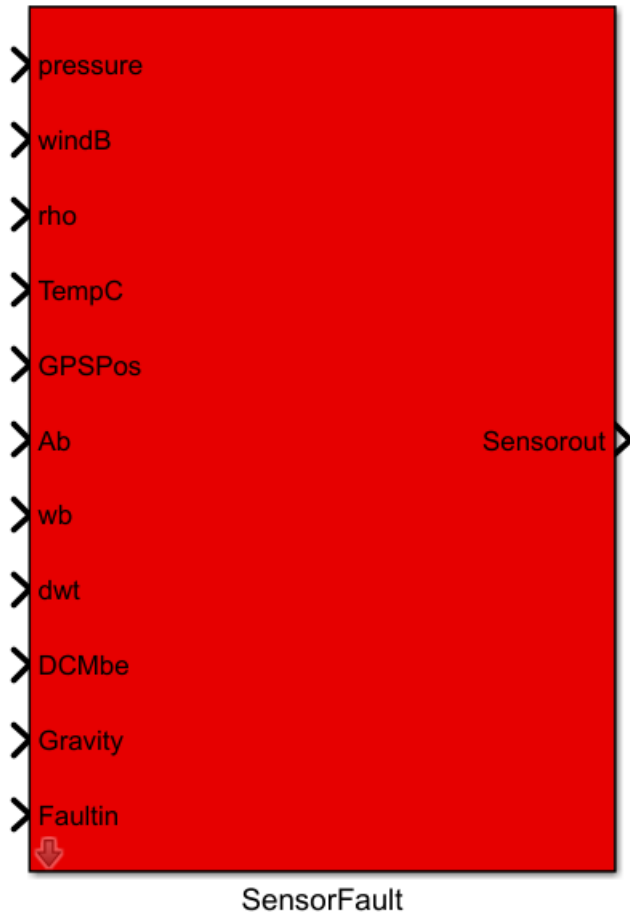 pressure
windB
rho
TempC
GPSPos
Ab
Sensorout
wb
dwt
DCMbe
Gravity
Faultin
SensorFault